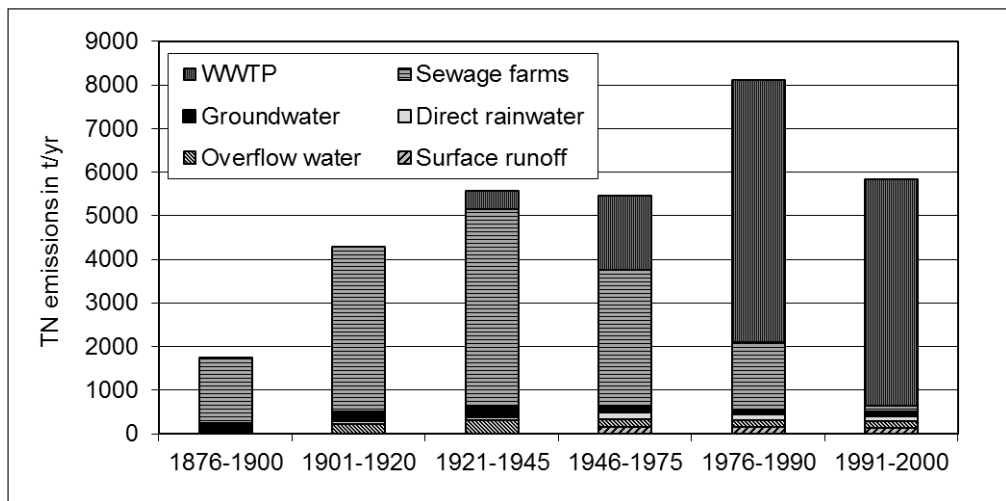 9000
8000
7000
6000
5000
4000
3000
2000
1000
0
TN emissions in t/yr
WWTP Sewage farms
Groundwater Direct rainwater
Overflow water Surface runoff
1876-1900 1901-1920 1921-1945 1946-1975 1976-1990 1991-2000